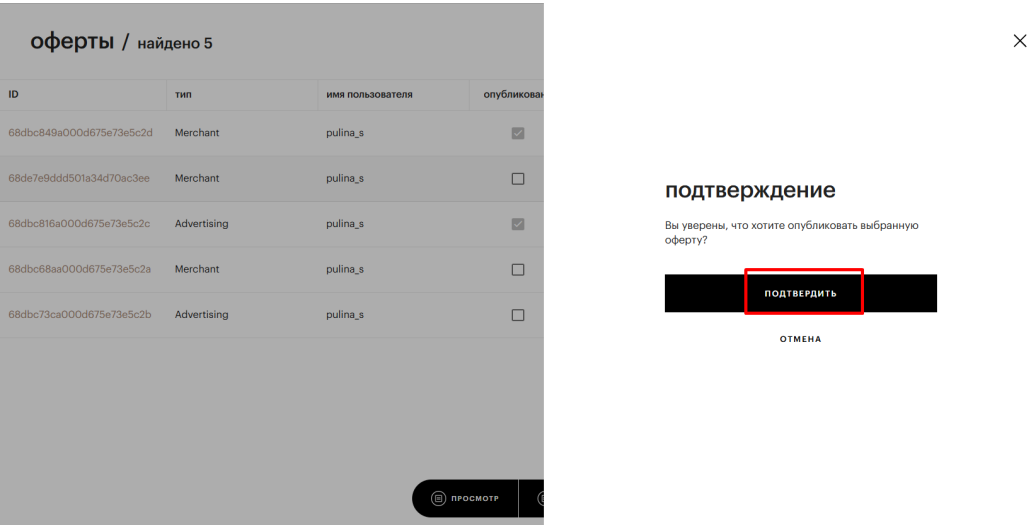 оферты / найдено 5
ID тип имя пользователя опубликован
68dbc849a000d675e73e5c2d Merchant pulina_s
68de7e9ddd501a34d70ac3ee Merchant pulina_s
68dbc816a000d675e73e5c2c Advertising pulina_s
68dbc68aa000d675e73e5c2a Merchant pulina_s
68dbc73ca000d675e73e5c2b Advertising pulina_s
ПРОСМОТР
подтверждение
Вы уверены, что хотите опубликовать выбранную
оферту?
ПОДТВЕРДИТЬ
ОТМЕНА